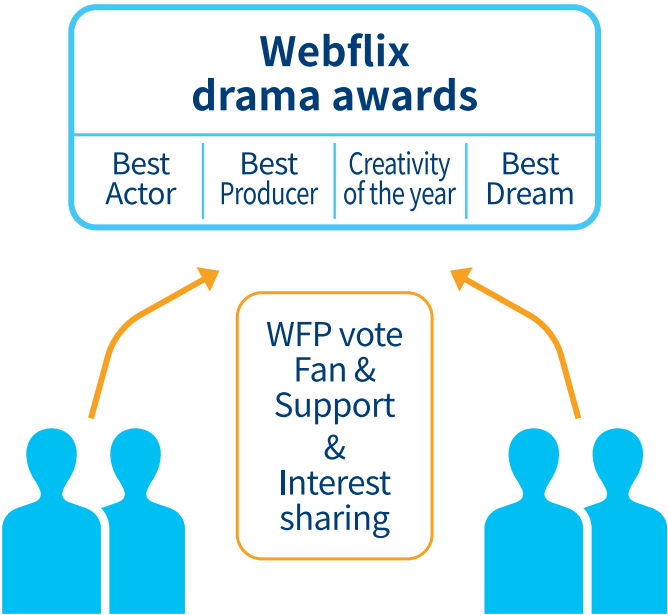 Webflix
drama awards
Best
Actor
Best
Producer
Creativity
of the year
Best
Dream
WFP vote
Fan &
Support
&
Interest
sharing